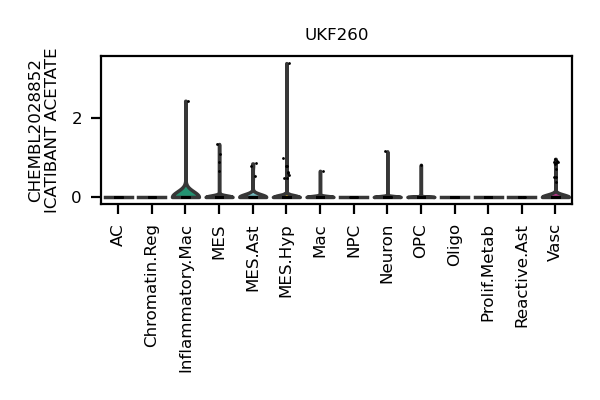 UKF260
CHEMBL2028852
ICATIBANT ACETATE
2
0
AC
Chromatin.Reg
Inflammatory.Mac
MES
MES.Ast
MES.Hyp
Mac
NPC
Neuron
OPC
Oligo
Prolif.Metab
Reactive.Ast
Vasc